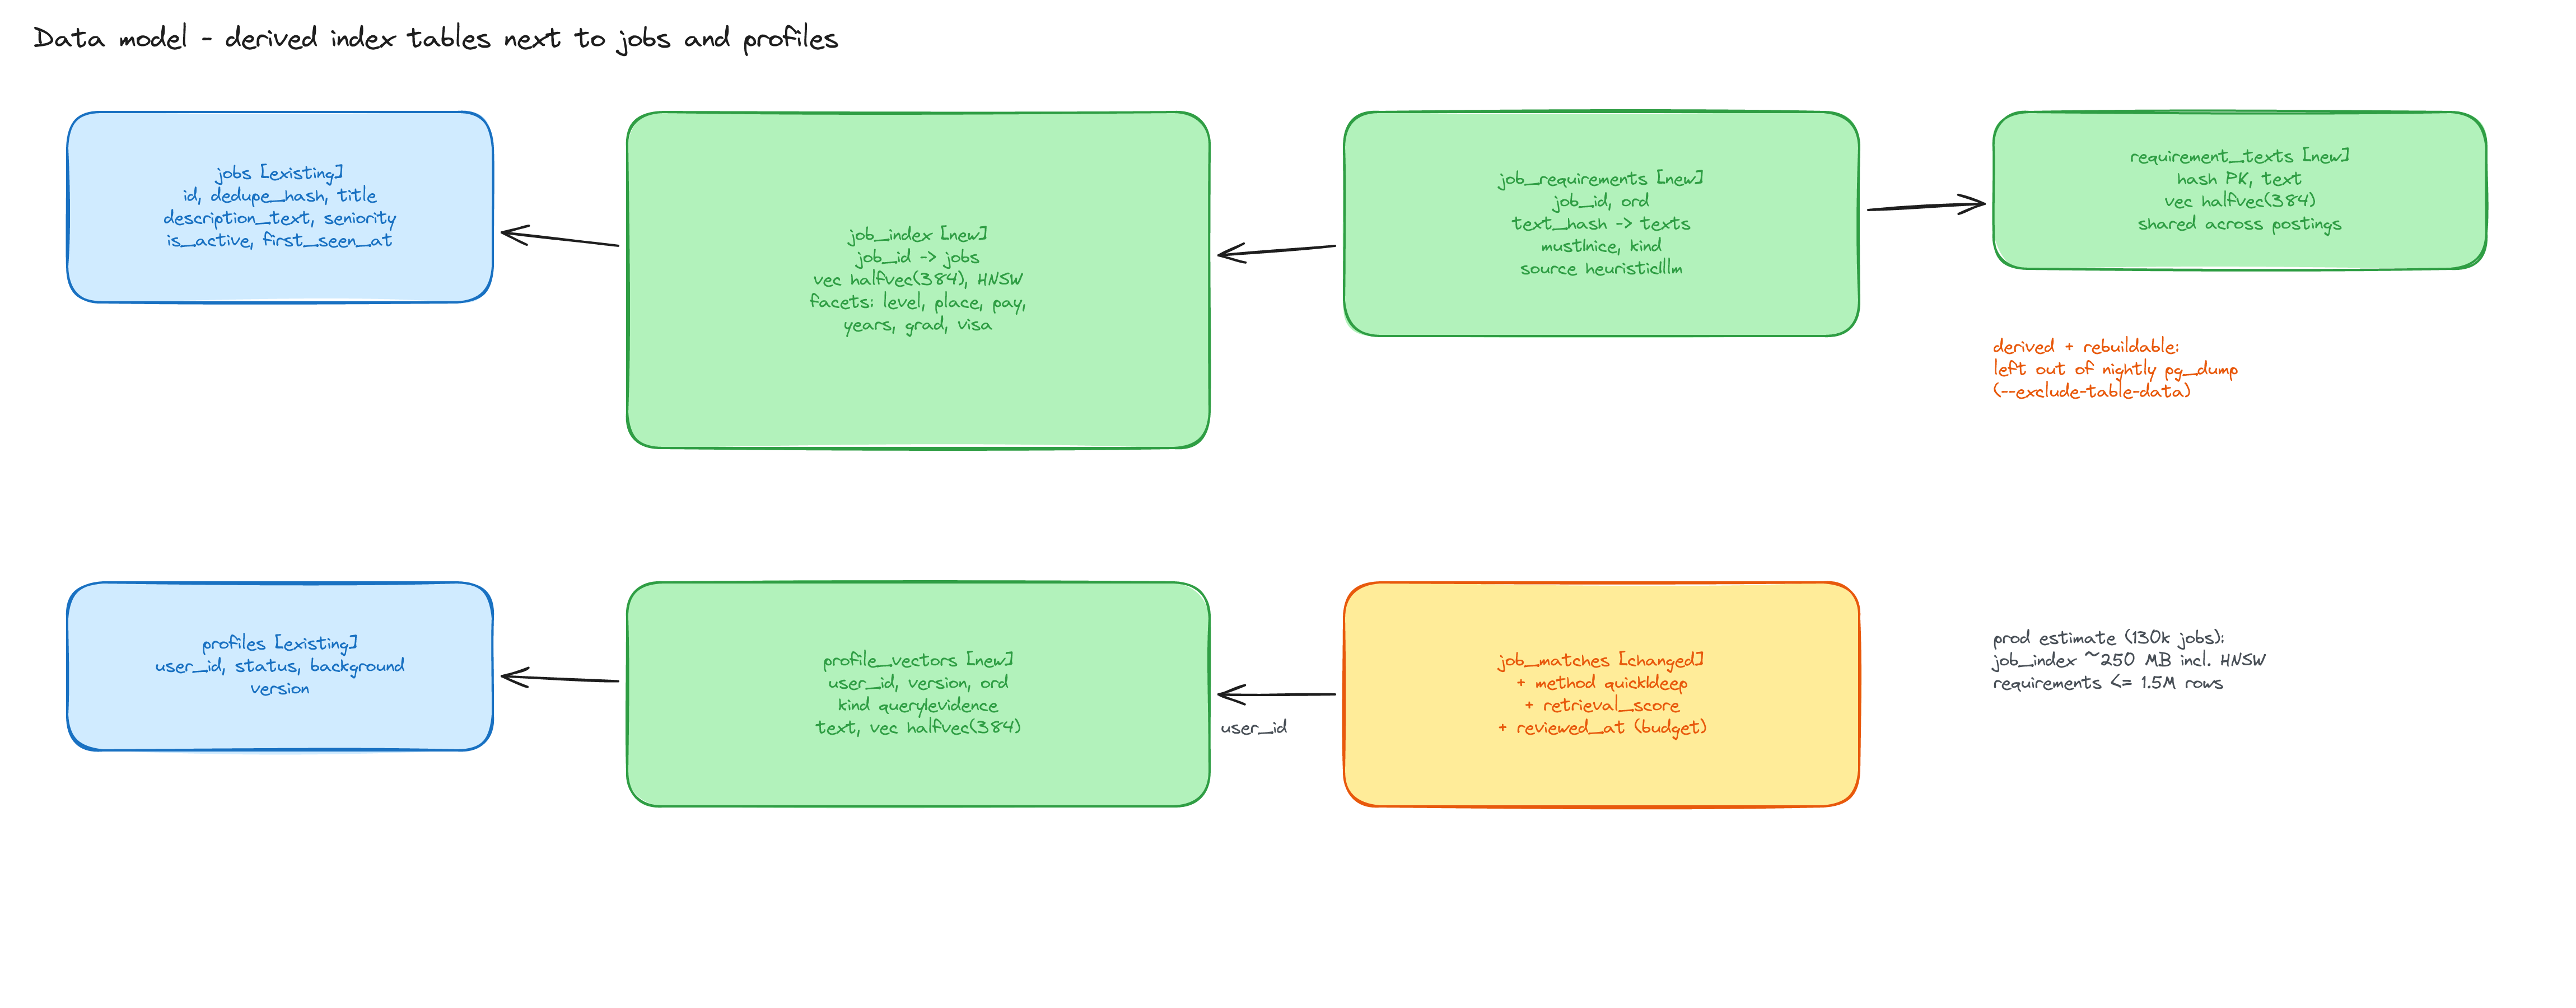 Data model - derived index tables next to jobs and profiles
jobs [existing]
id, dedupe_hash, title
description_text, seniority
is_active, first_seen_at
job_index [new]
job_id -> jobs
vec halfvec(384), HNSW
facets: level, place, pay,
years, grad, visa
job_requirements [new]
job_id, ord
text_hash -> texts
must|nice, kind
source heuristic|llm
requirement_texts [new]
hash PK, text
vec halfvec(384)
shared across postings
derived + rebuildable:
left out of nightly pg_dump
(--exclude-table-data)
profiles [existing]
user_id, status, background
version
profile_vectors [new]
user_id, version, ord
kind query|evidence
text, vec halfvec(384)
user_id
job_matches [changed]
+ method quick|deep
+ retrieval_score
+ reviewed_at (budget)
prod estimate (130k jobs):
job_index ~250 MB incl. HNSW
requirements <= 1.5M rows